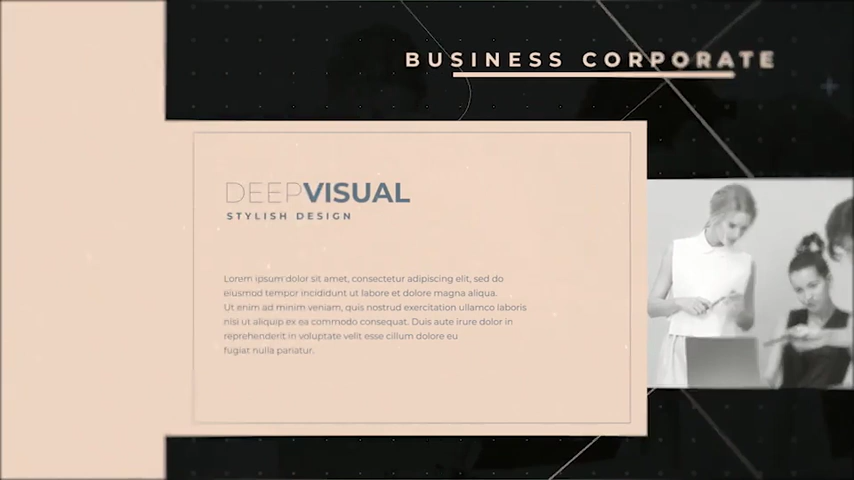 BUSINESS CORPORATE
DEEPVISUAL
STYLISH DESIGN
Lorem ipsum dolor sit amet, consectetur adipiscing elit, sed do
eiusmod tempor incididunt ut labore et dolore magna aliqua.
Ut enim ad minim veniam, quis nostrud exercitation ullamco laboris
nisi ut aliquip ex ea commodo consequat. Duis aute irure dolor in
reprehenderit in voluptate velit esse cillum dolore eu
fugiat nulla pariatur.